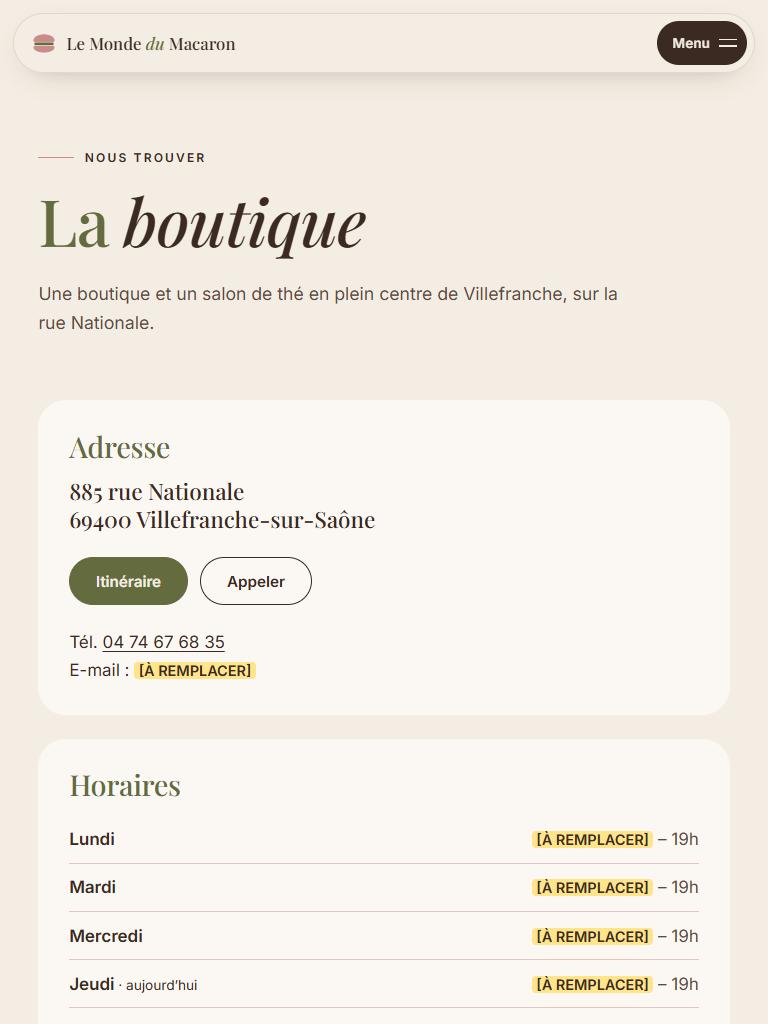 Le Monde du Macaron
Menu
NOUS TROUVER
La boutique
Une boutique et un salon de thé en plein centre de Villefranche, sur la
rue Nationale.
Adresse
885 rue Nationale
69400 Villefranche-sur-Saône
Itinéraire
Appeler
Tél. 04 74 67 68 35
E-mail : [À REMPLACER]
Horaires
Lundi [À REMPLACER] – 19h
Mardi [À REMPLACER] – 19h
Mercredi [À REMPLACER] – 19h
Jeudi · aujourd’hui [À REMPLACER] – 19h